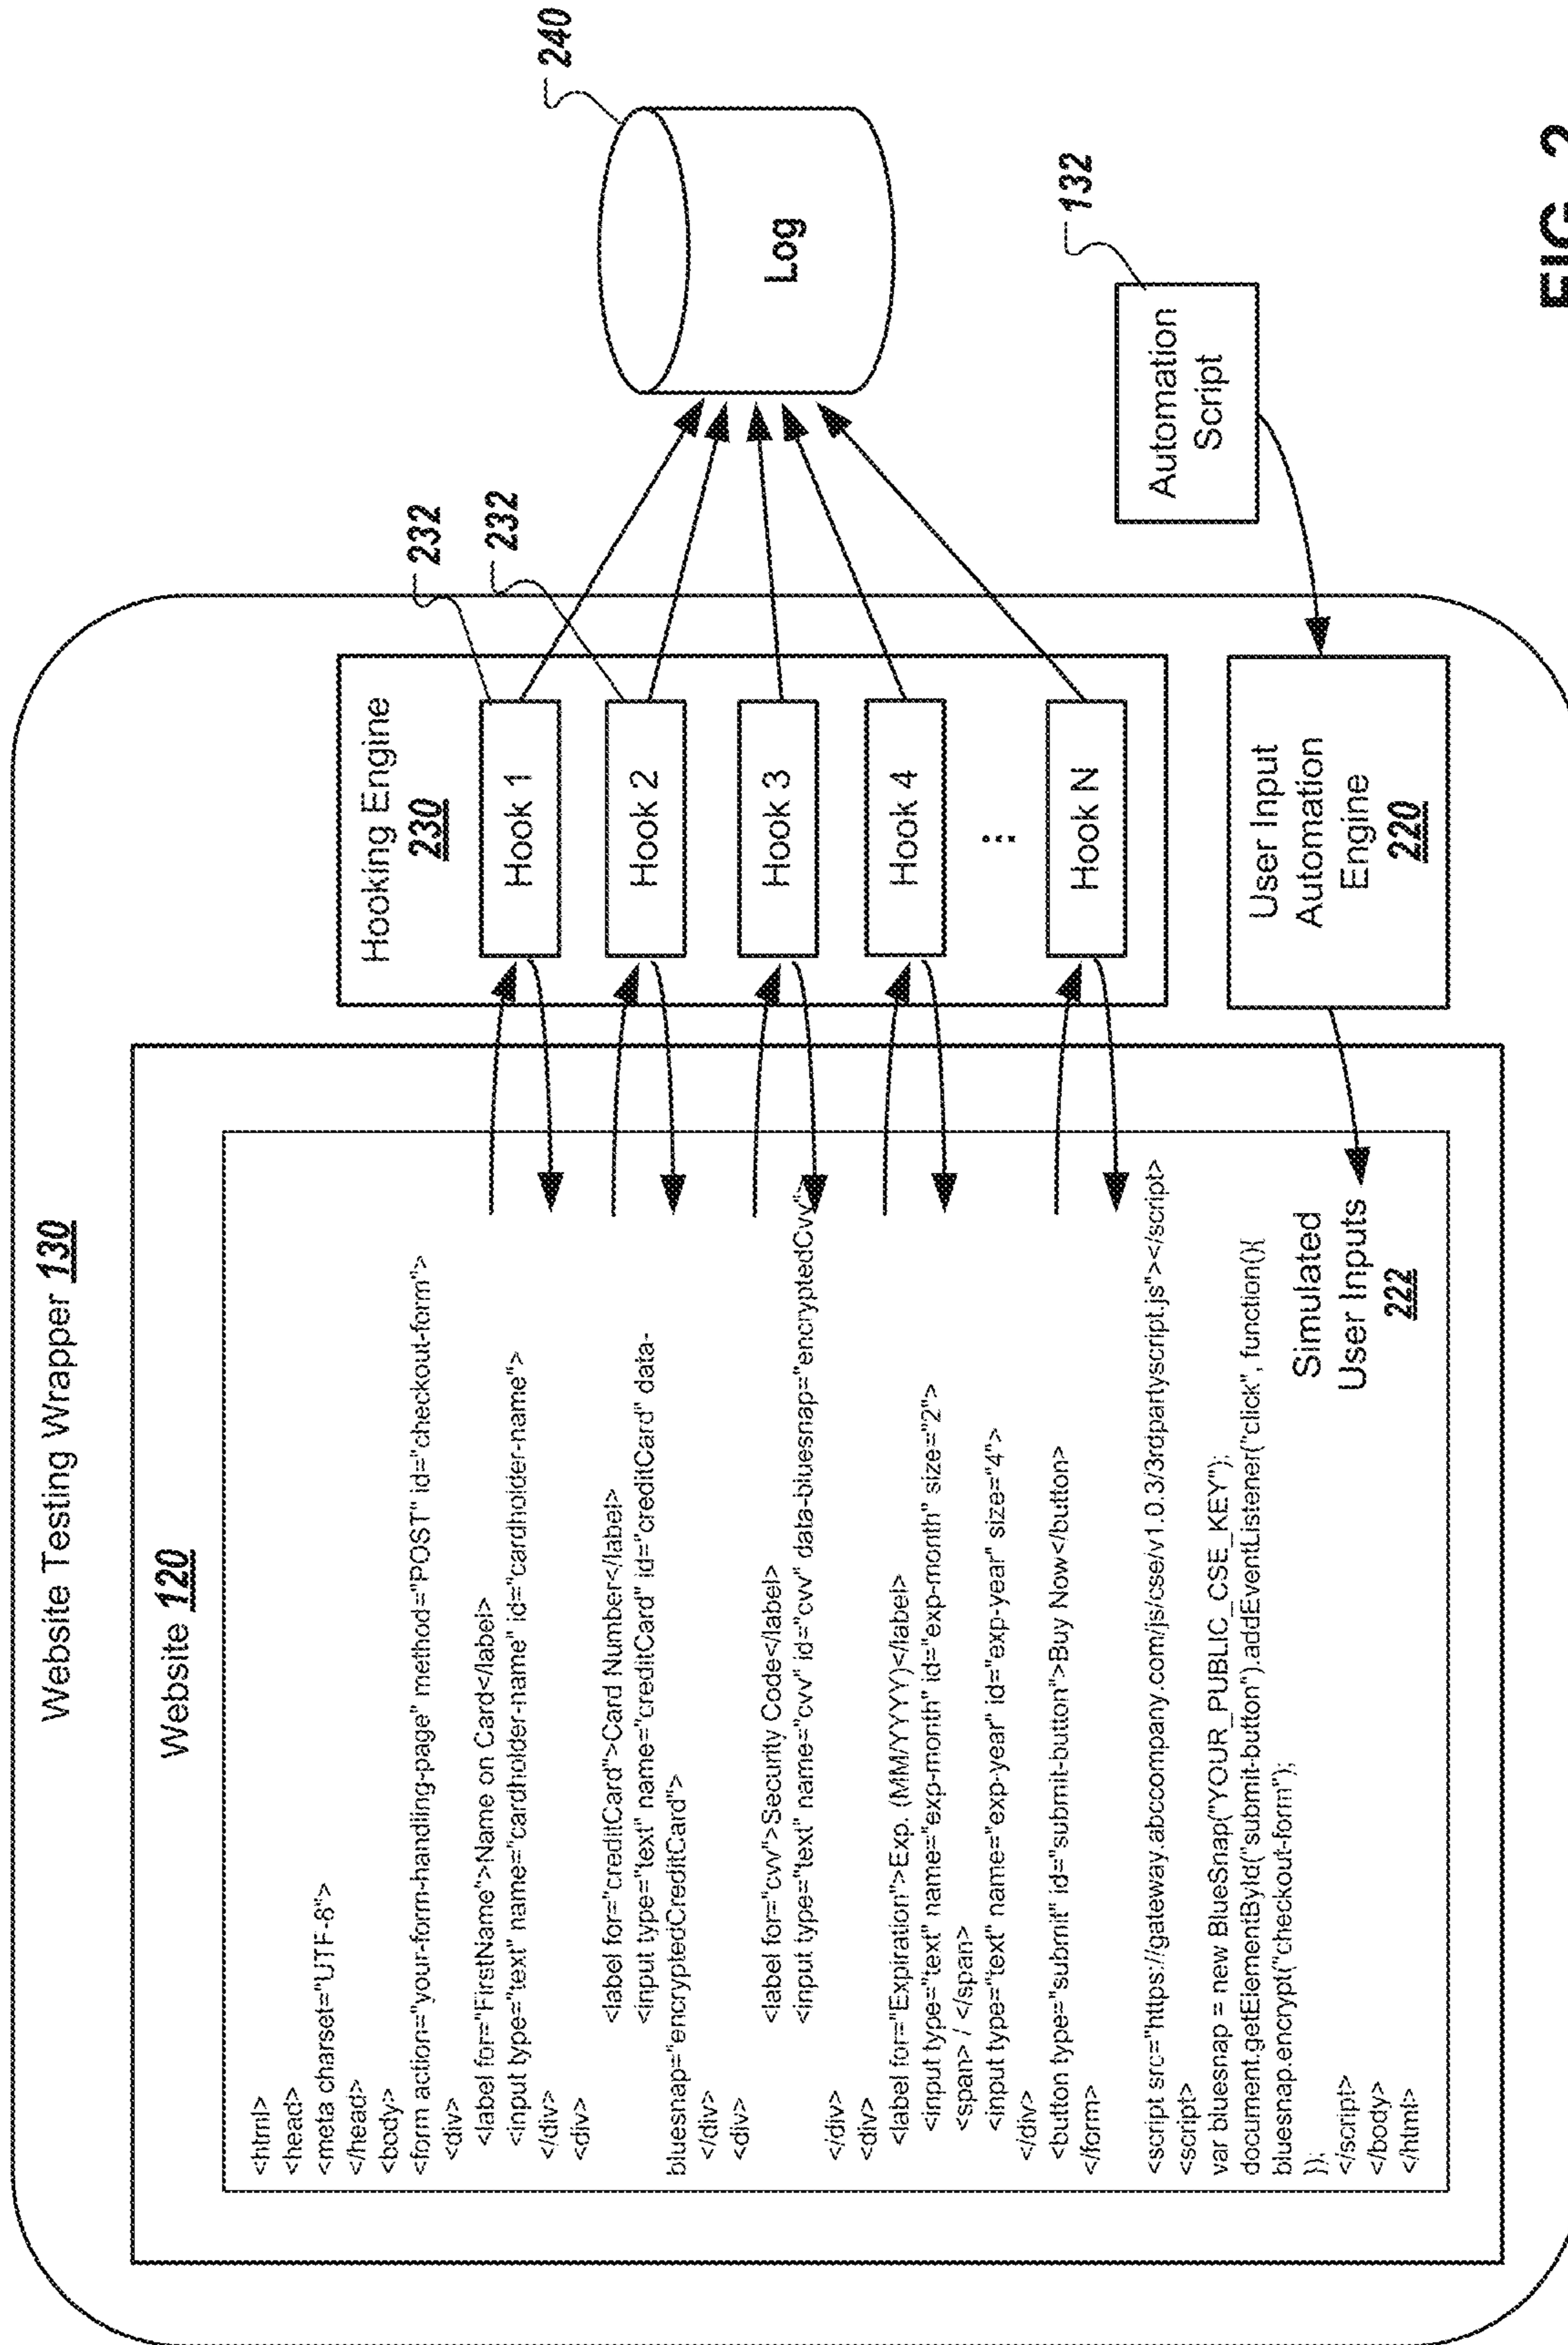 Website Testing Wrapper 130
Website 120
<html>
<head>
<meta charset="UTF-8">
</head>
<body>
<form action="your-form-handling-page" method="POST" id="checkout-form">
<div>
<label for="FirstName">Name on Card</label>
<input type="text" name="cardholder-name" id="cardholder-name">
</div>
<div>
<label for="creditCard">Card Number</label>
<input type="text" name="creditCard" id="creditCard" data-
bluesnap="encryptedCreditCard">
</div>
<div>
<label for="cvv">Security Code</label>
<input type="text" name="cvv" id="cvv" data-bluesnap="encryptedCvv">
</div>
<div>
<label for="Expiration">Exp. (MM/YYYY)</label>
<input type="text" name="exp-month" id="exp-month" size="2">
<span> / </span>
<input type="text" name="exp-year" id="exp-year" size="4">
</div>
<button type="submit" id="submit-button">Buy Now</button>
</form>
<script src="https://gateway.abccompany.com/js/cse/v1.0.3/3rdpartyscript.js"></script>
<script>
var bluesnap = new BlueSnap("YOUR_PUBLIC_CSE_KEY");
document.getElementById("submit-button").addEventListener("click", function(){
bluesnap.encrypt("checkout-form");
});
</script>
</body>
</html>
Simulated
User Inputs
222
Hooking Engine
230
Hook 1
Hook 2
Hook 3
Hook 4
Hook N
232
232
User Input
Automation
Engine
220
Log
240
Automation
Script
132
FIG. 2